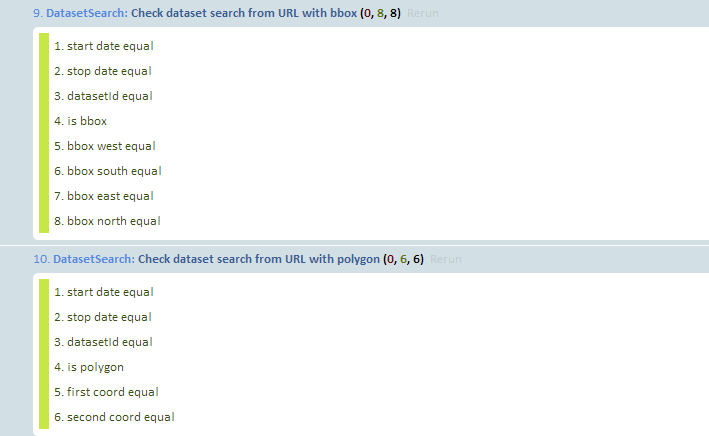 9. DatasetSearch: Check dataset search from URL with bbox (0, 8, 8) Rerun
1. start date equal
2. stop date equal
3. datasetId equal
4. is bbox
5. bbox west equal
6. bbox south equal
7. bbox east equal
8. bbox north equal
10. DatasetSearch: Check dataset search from URL with polygon (0, 6, 6) Rerun
1. start date equal
2. stop date equal
3. datasetId equal
4. is polygon
5. first coord equal
6. second coord equal